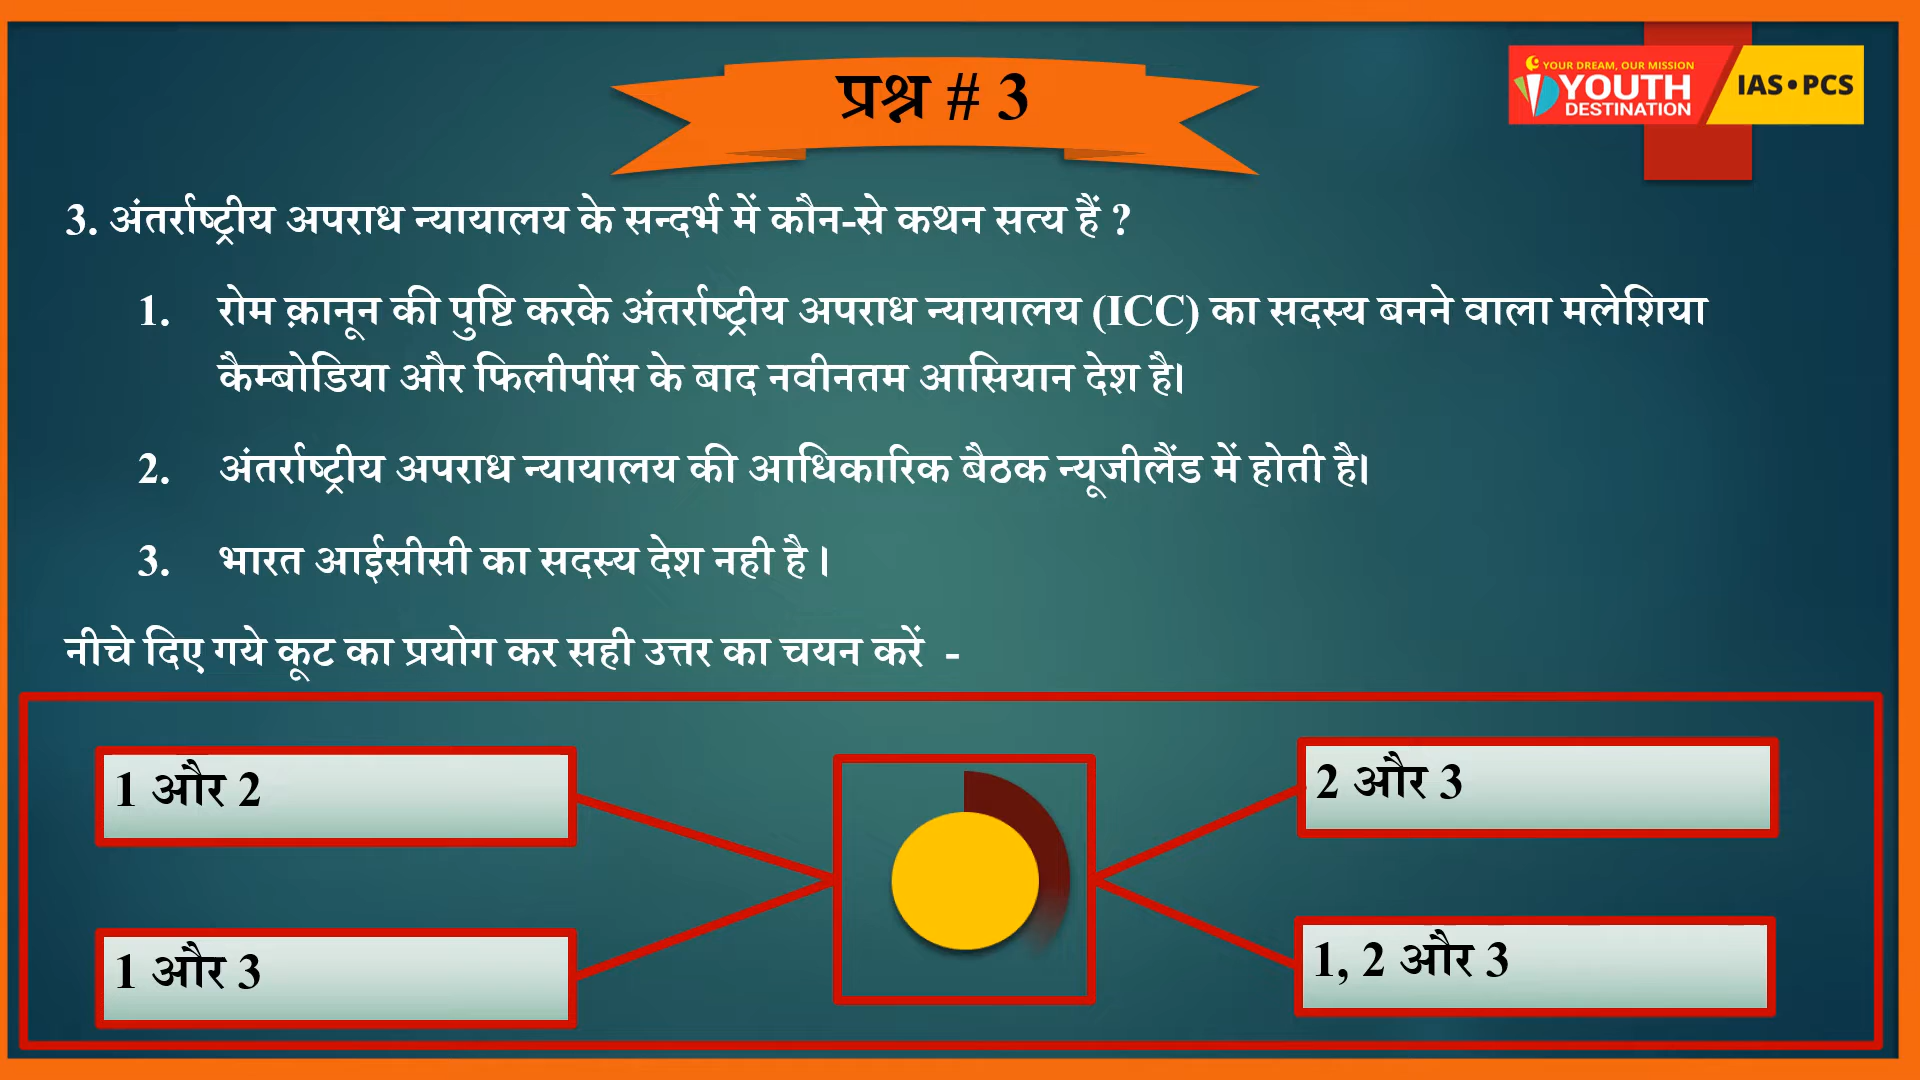 प्रश्न # 3
YOUR DREAM, OUR MISSION
YOUTH
DESTINATION
IAS•PCS
3. अंतर्राष्ट्रीय अपराध न्यायालय के सन्दर्भ में कौन-से कथन सत्य हैं ?
1. रोम क़ानून की पुष्टि करके अंतर्राष्ट्रीय अपराध न्यायालय (ICC) का सदस्य बनने वाला मलेशिया
कैम्बोडिया और फिलीपींस के बाद नवीनतम आसियान देश है।
2. अंतर्राष्ट्रीय अपराध न्यायालय की आधिकारिक बैठक न्यूजीलैंड में होती है।
3. भारत आईसीसी का सदस्य देश नही है ।
नीचे दिए गये कूट का प्रयोग कर सही उत्तर का चयन करें -
1 और 2
2 और 3
1 और 3
1, 2 और 3